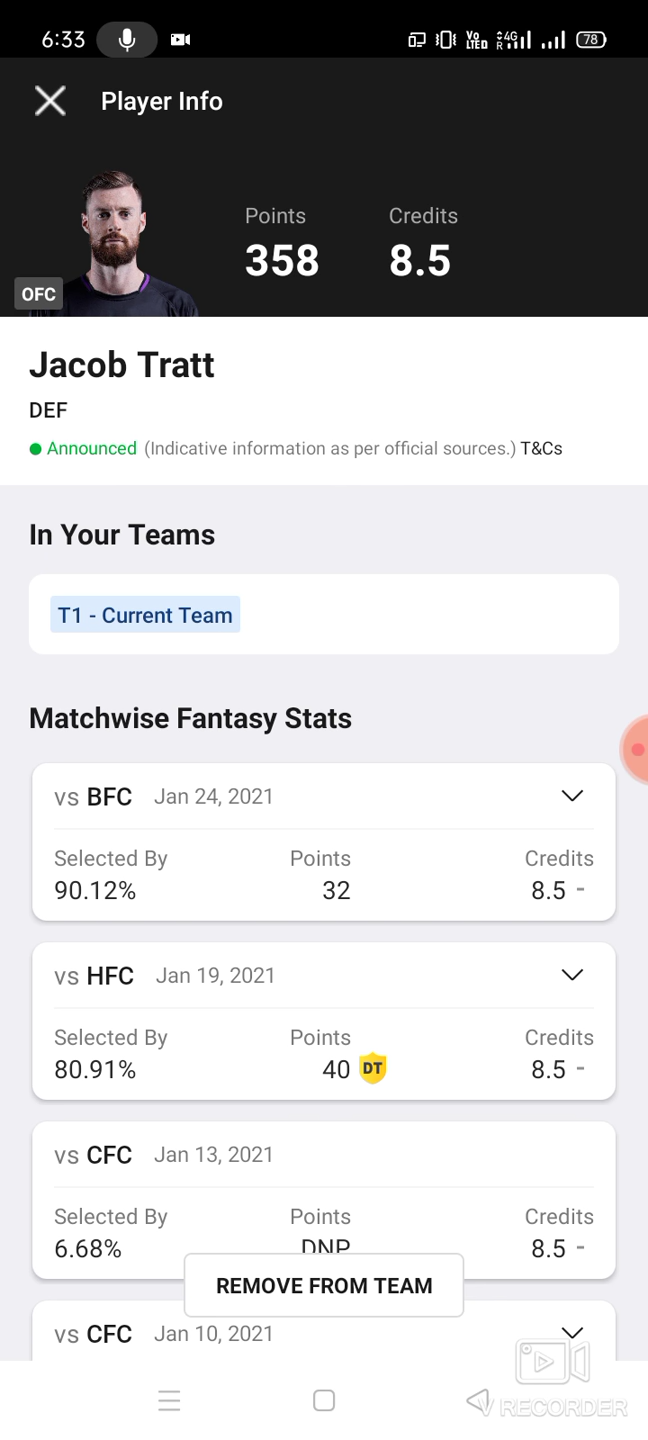 6:33 Vo LTED 4G R 78
Player Info
Points Credits
358 8.5
OFC
Jacob Tratt
DEF
Announced (Indicative information as per official sources.) T&Cs
In Your Teams
T1 - Current Team
Matchwise Fantasy Stats
vs BFC Jan 24, 2021
Selected By Points Credits
90.12% 32 8.5 -
vs HFC Jan 19, 2021
Selected By Points Credits
80.91% 40 DT 8.5 -
vs CFC Jan 13, 2021
Selected By Points Credits
6.68% DNP 8.5 -
REMOVE FROM TEAM
vs CFC Jan 10, 2021
V RECORDER